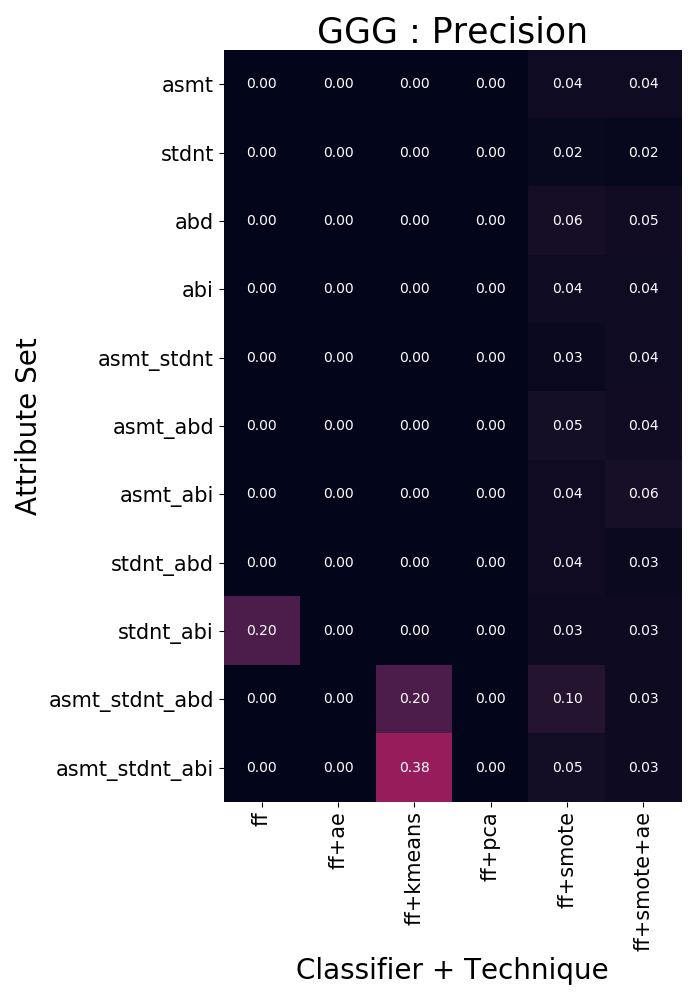 GGG : Precision
Attribute Set
asmt 0.00 0.00 0.00 0.00 0.04 0.04
stdnt 0.00 0.00 0.00 0.00 0.02 0.02
abd 0.00 0.00 0.00 0.00 0.06 0.05
abi 0.00 0.00 0.00 0.00 0.04 0.04
asmt_stdnt 0.00 0.00 0.00 0.00 0.03 0.04
asmt_abd 0.00 0.00 0.00 0.00 0.05 0.04
asmt_abi 0.00 0.00 0.00 0.00 0.04 0.06
stdnt_abd 0.00 0.00 0.00 0.00 0.04 0.03
stdnt_abi 0.20 0.00 0.00 0.00 0.03 0.03
asmt_stdnt_abd 0.00 0.00 0.20 0.00 0.10 0.03
asmt_stdnt_abi 0.00 0.00 0.38 0.00 0.05 0.03
ff
ff+ae
ff+kmeans
ff+pca
ff+smote
ff+smote+ae
Classifier + Technique